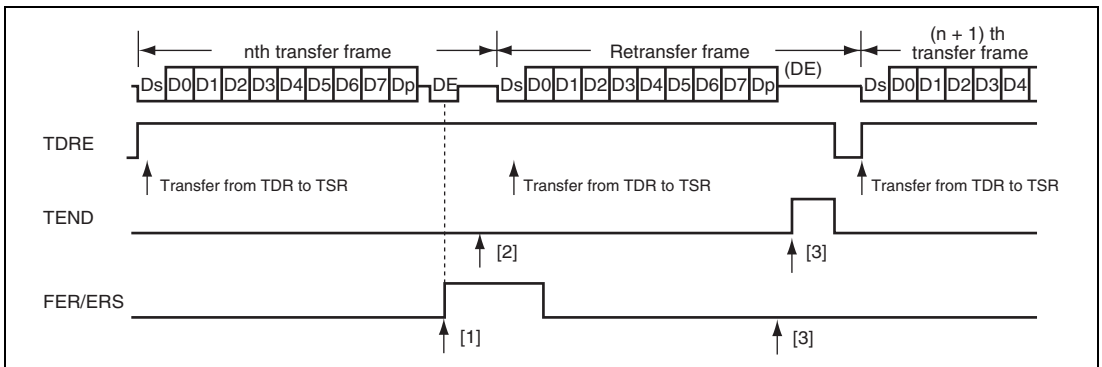 nth transfer frame
Retransfer frame
(n + 1) th
transfer frame
Ds D0 D1 D2 D3 D4 D5 D6 D7 Dp DE
Ds D0 D1 D2 D3 D4 D5 D6 D7 Dp (DE)
Ds D0 D1 D2 D3 D4
TDRE
Transfer from TDR to TSR
Transfer from TDR to TSR
Transfer from TDR to TSR
TEND
[2]
[3]
FER/ERS
[1]
[3]